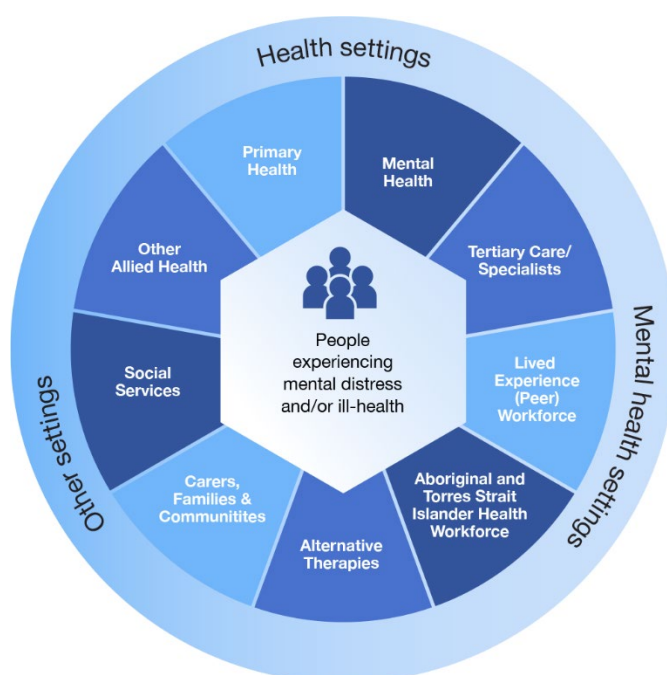 Health settings
Primary
Health
Mental
Health
Other
Allied Health
Tertiary Care/
Specialists
People
experiencing
mental distress
and/or ill-health
Social
Services
Lived
Experience
(Peer)
Workforce
Mental health settings
Other settings
Carers,
Families &
Communitites
Aboriginal and
Torres Strait
Islander Health
Workforce
Alternative
Therapies